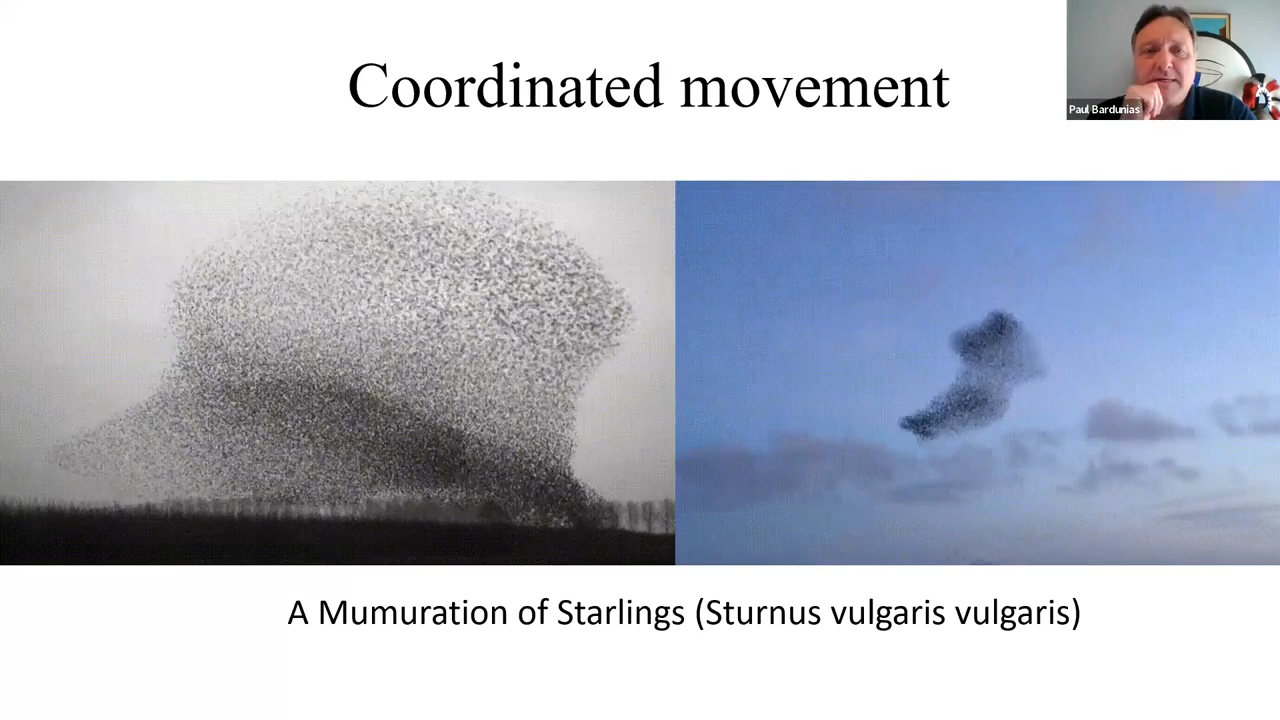 Coordinated movement
Paul Bardunias
A Mumuration of Starlings (Sturnus vulgaris vulgaris)